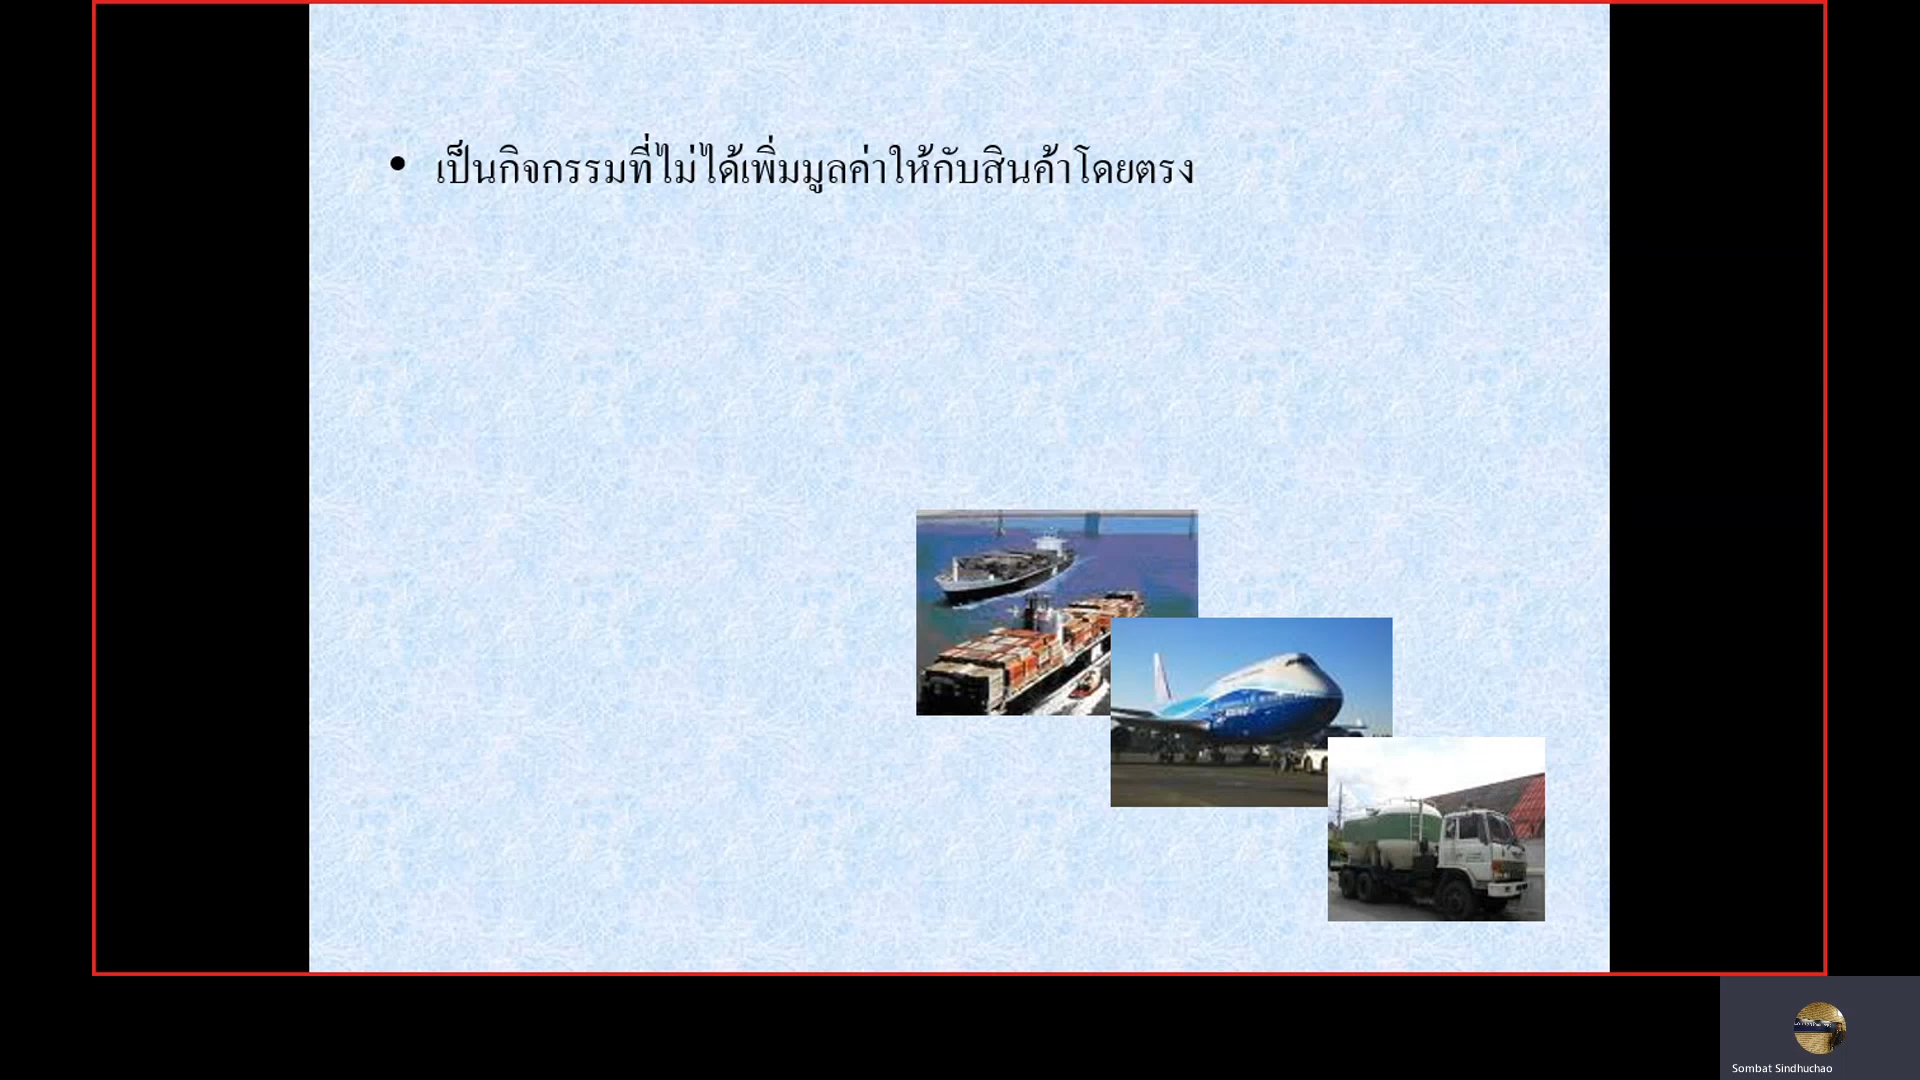 • เป็นกิจกรรมที่ไม่ได้เพิ่มมูลค่าให้กับสินค้าโดยตรง
Sombat Sindhuchao